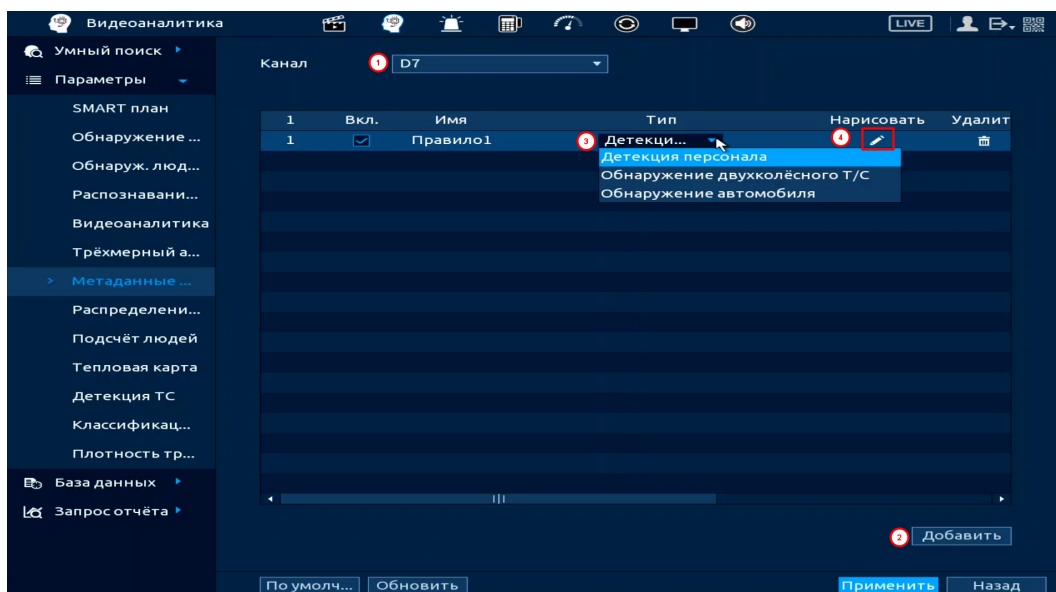 Видеоаналитика
LIVE
Умный поиск
Параметры
SMART план
Обнаружение ...
Обнаруж. люд...
Распознавани...
Видеоаналитика
Трёхмерный а...
Метаданные ...
Распределени...
Подсчёт людей
Тепловая карта
Детекция ТС
Классификац...
Плотность тр...
База данных
Запрос отчёта
Канал 1 D7
1 Вкл. Имя Тип Нарисовать Удалит
1 Правило1 3 Детекци... 4
Детекция персонала
Обнаружение двухколёсного Т/С
Обнаружение автомобиля
2 Добавить
По умолч... Обновить Применить Назад